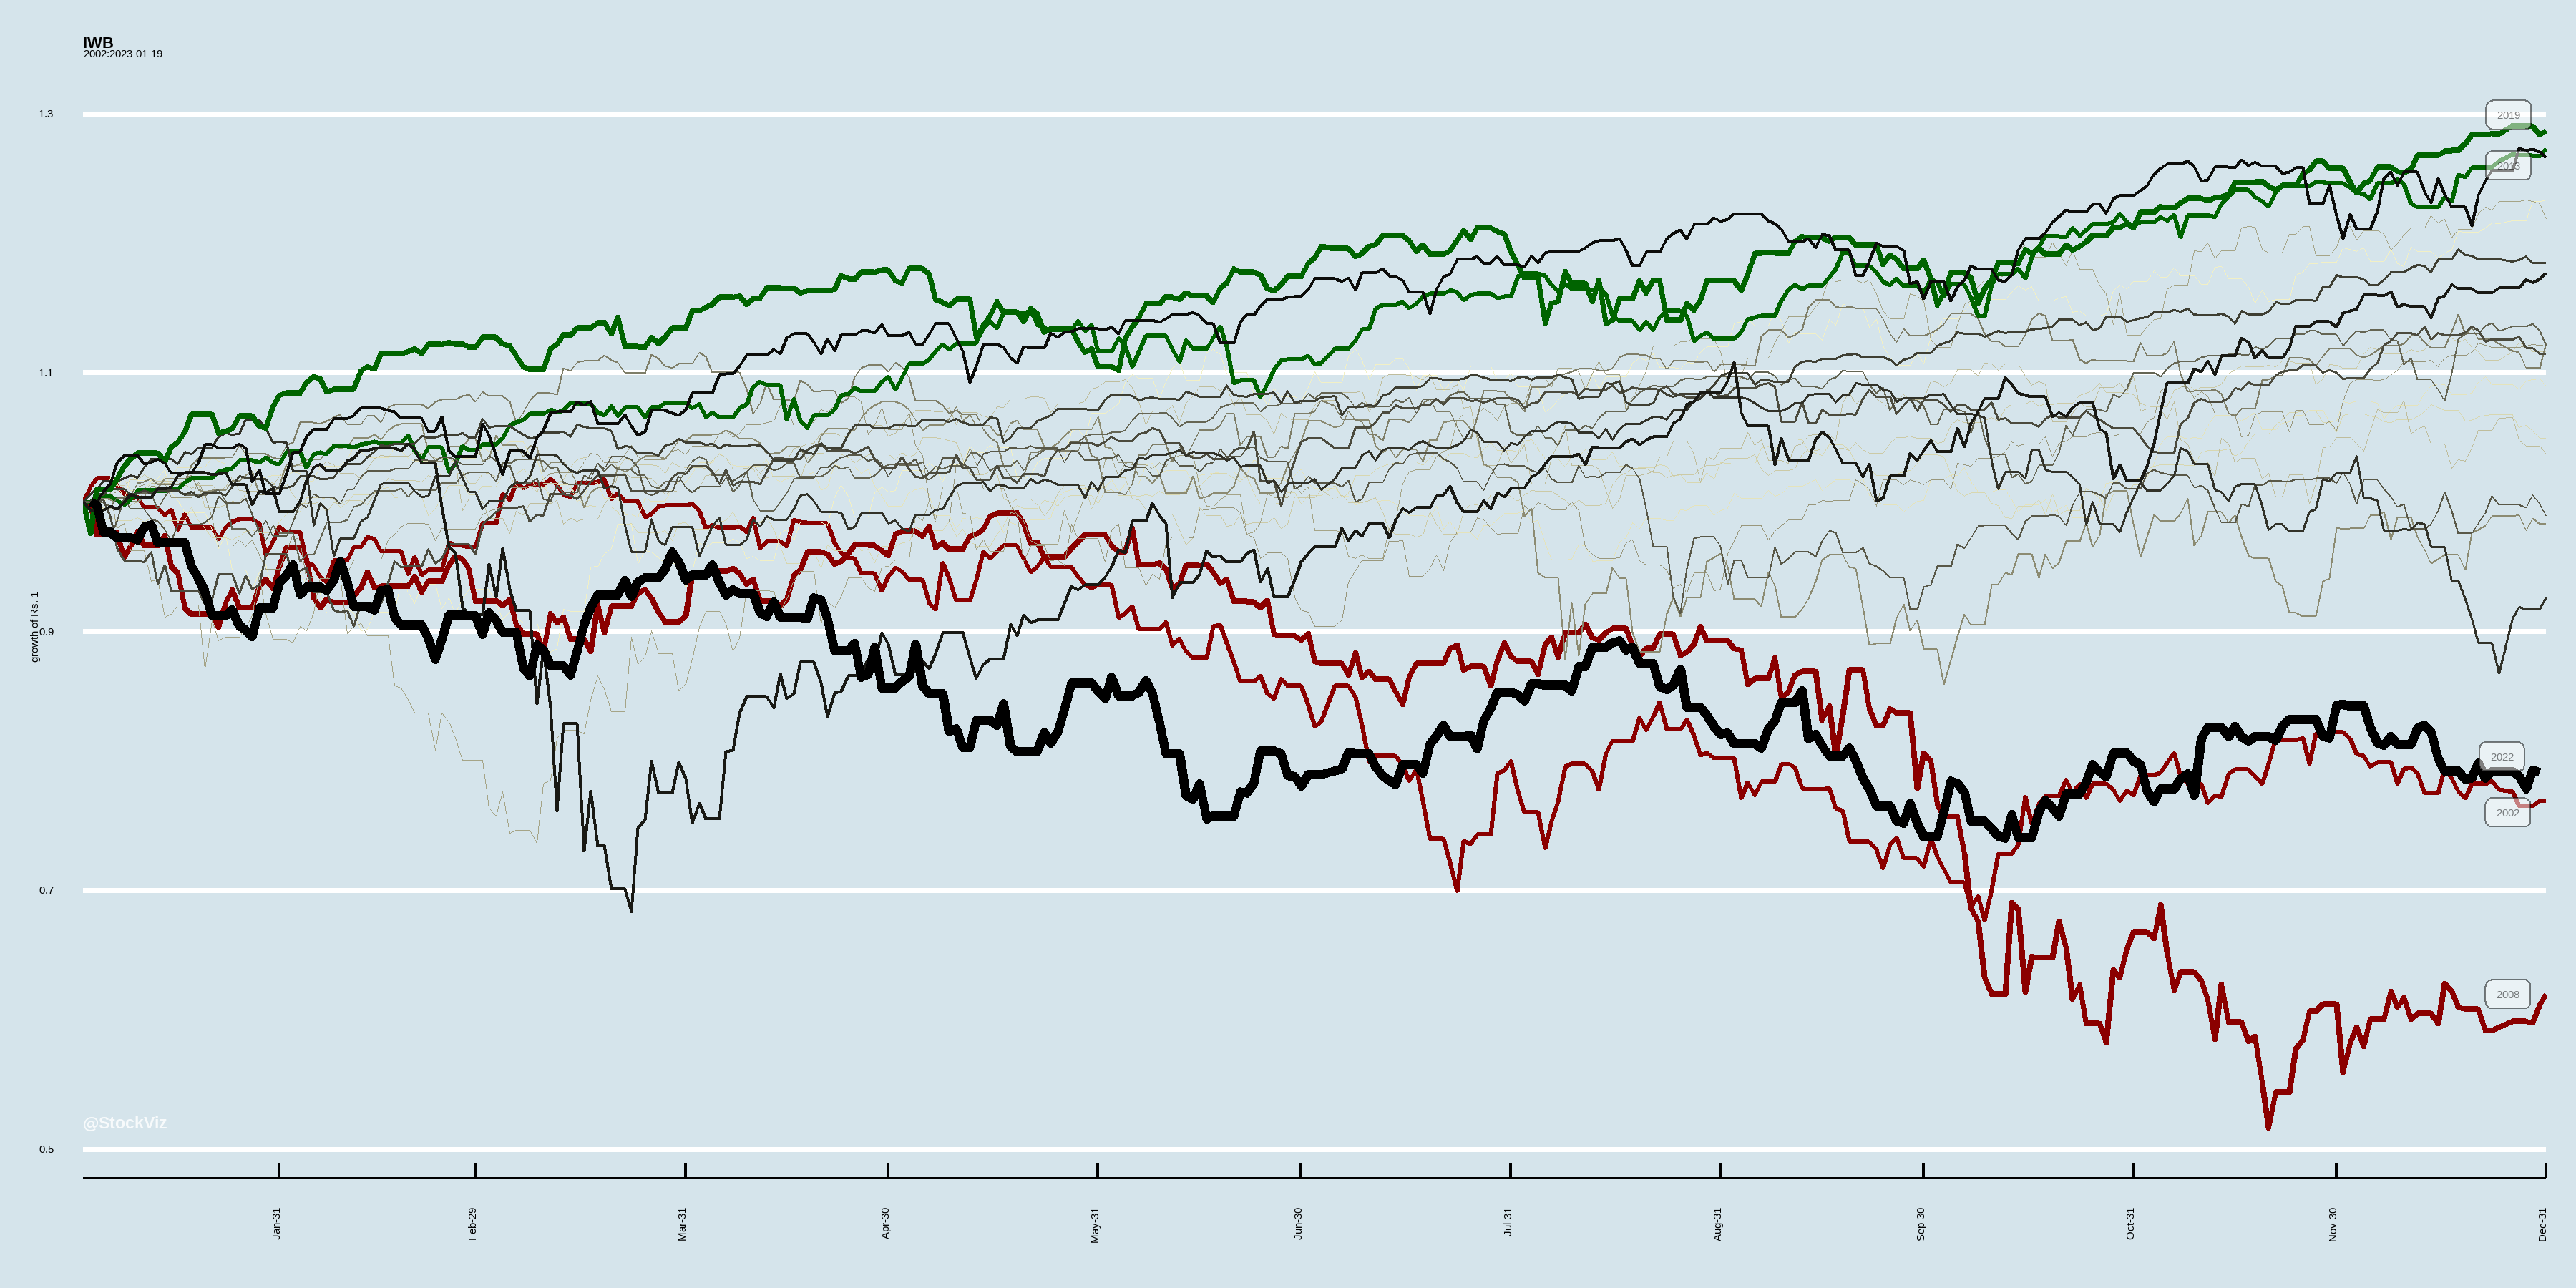 IWB
2002:2023-01-19
1.3
1.1
0.9
0.7
0.5
growth of Rs. 1
2019
2013
2022
2002
2008
@StockViz
Jan-31
Feb-29
Mar-31
Apr-30
May-31
Jun-30
Jul-31
Aug-31
Sep-30
Oct-31
Nov-30
Dec-31